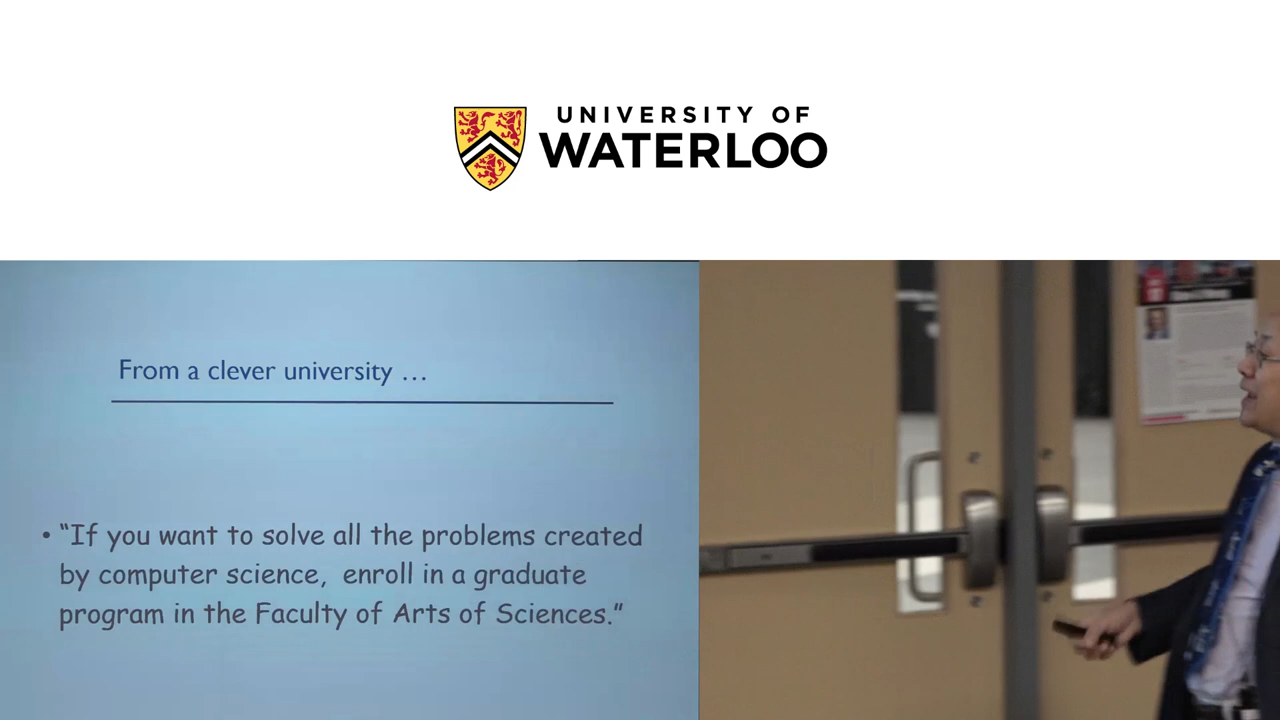 UNIVERSITY OF
WATERLOO
From a clever university …
• “If you want to solve all the problems created
by computer science, enroll in a graduate
program in the Faculty of Arts of Sciences.”